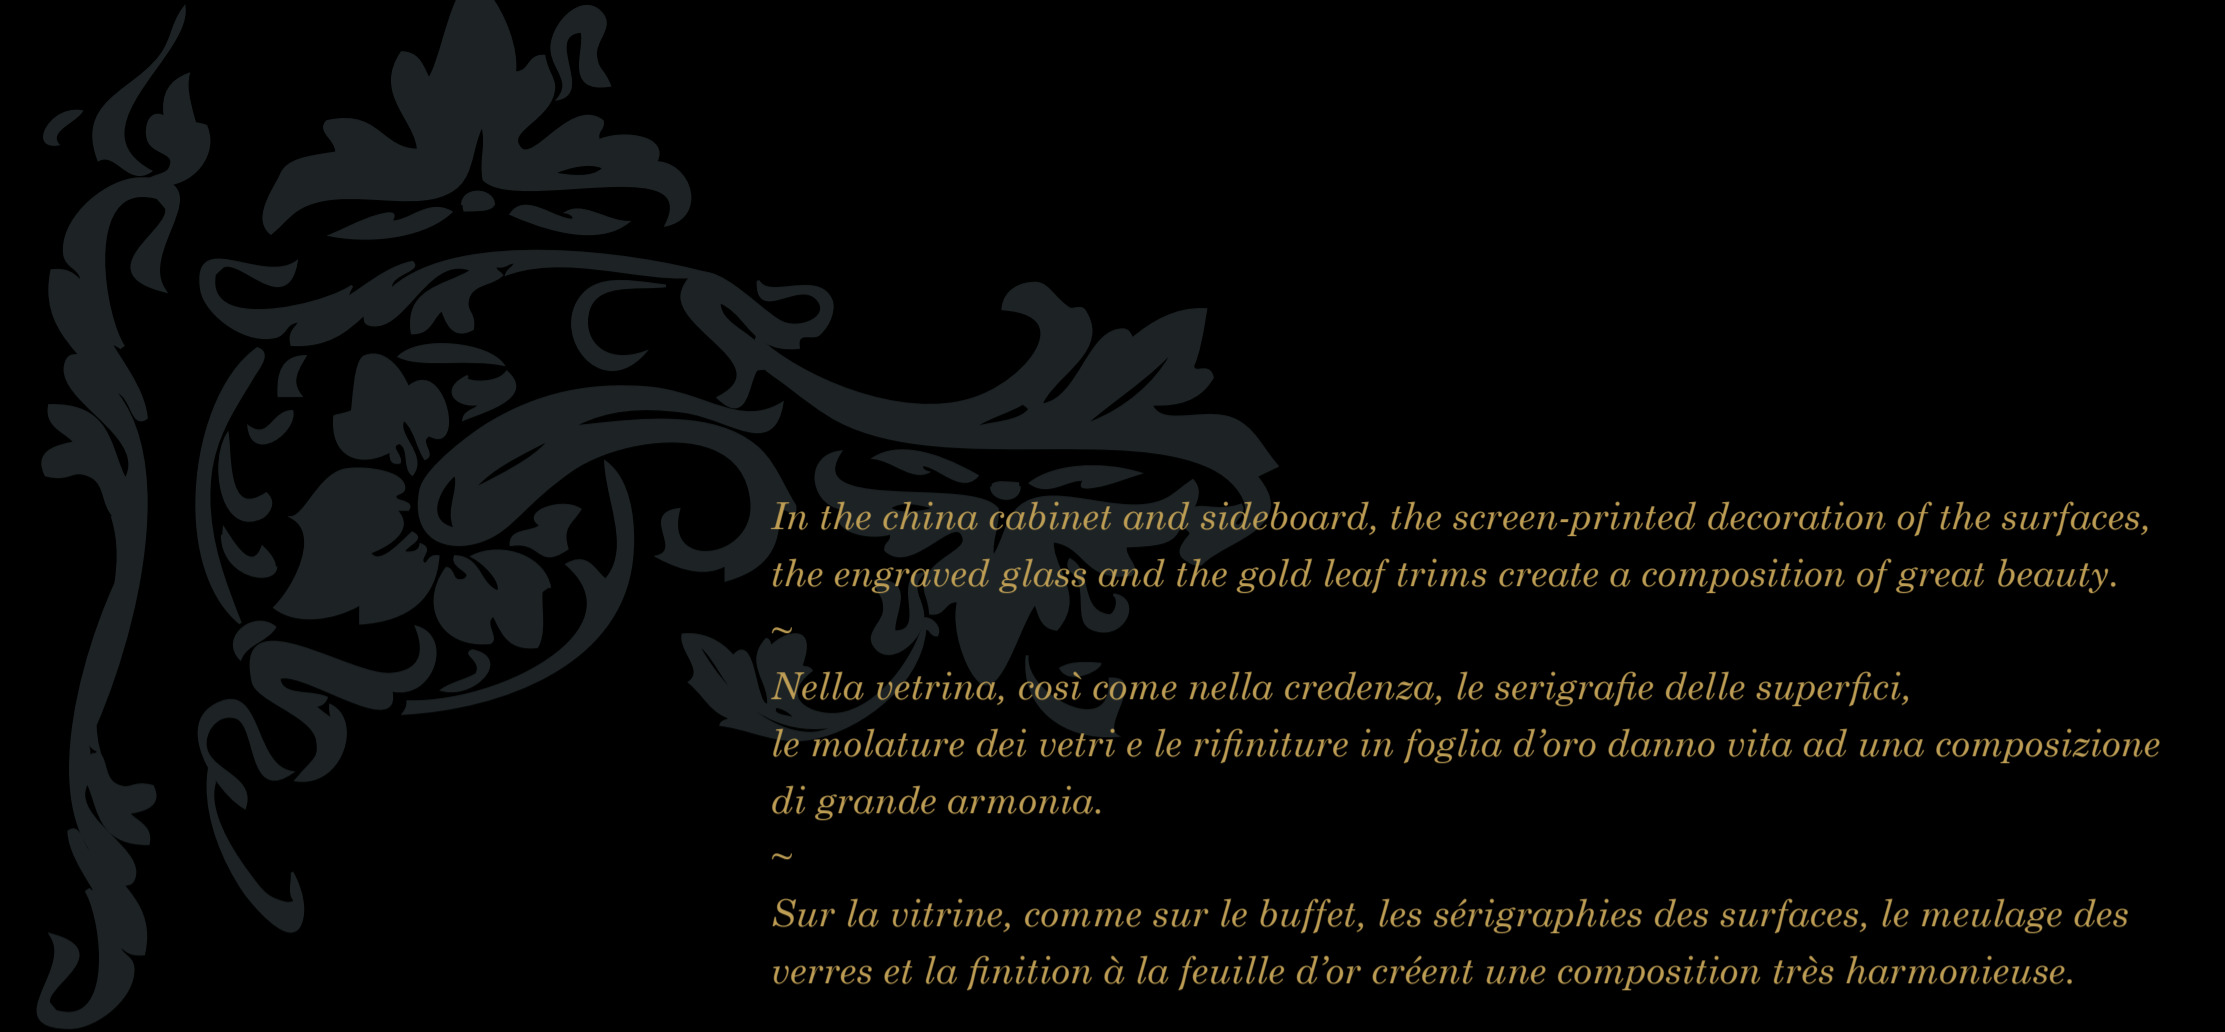 In the china cabinet and sideboard, the screen-printed decoration of the surfaces,
the engraved glass and the gold leaf trims create a composition of great beauty.
~
Nella vetrina, così come nella credenza, le serigrafie delle superfici,
le molature dei vetri e le rifiniture in foglia d’oro danno vita ad una composizione
di grande armonia.
~
Sur la vitrine, comme sur le buffet, les sérigraphies des surfaces, le meulage des
verres et la finition à la feuille d’or créent une composition très harmonieuse.